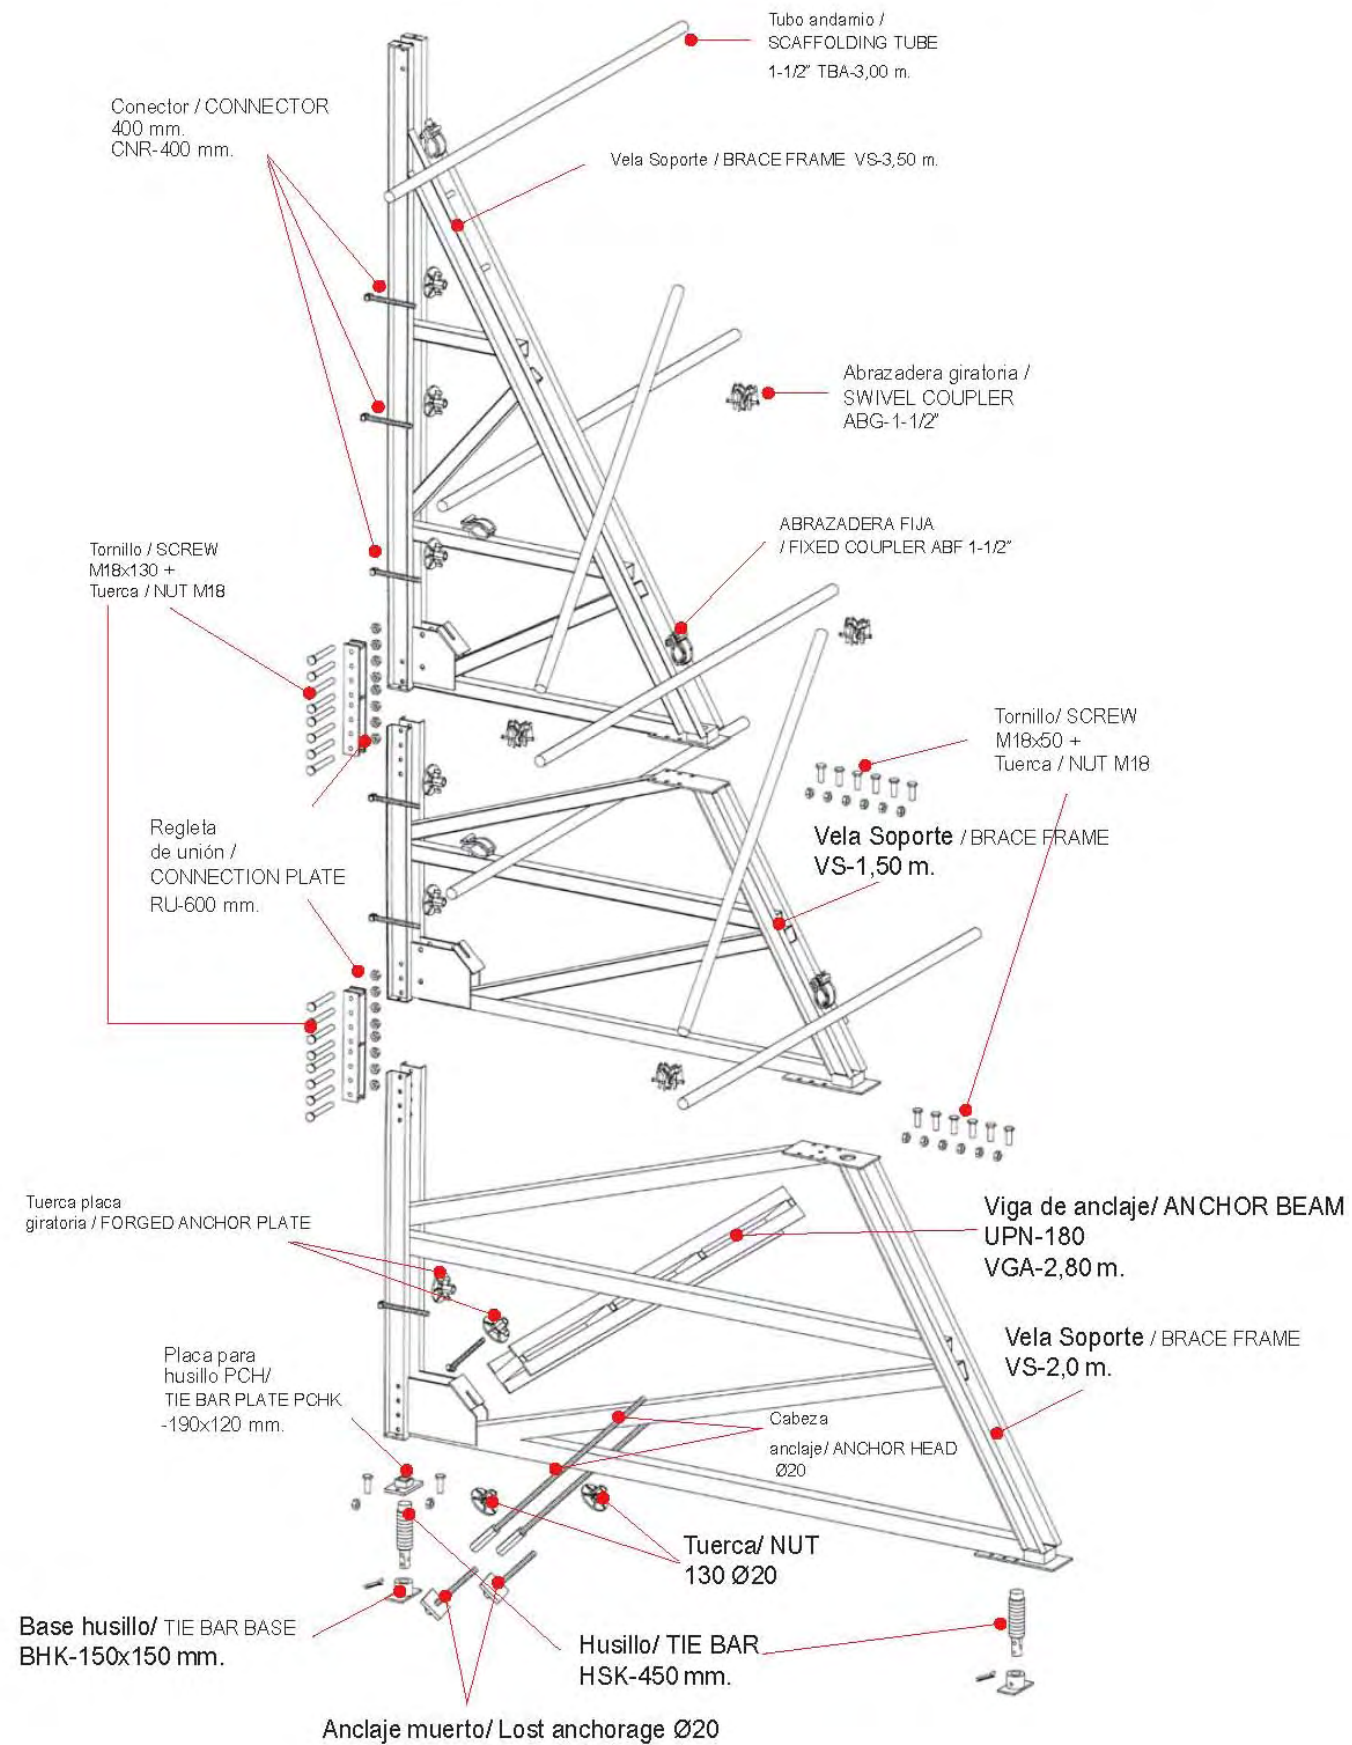 Tubo andamio /
SCAFFOLDING TUBE
1-1/2" TBA-3,00 m.
Conector / CONNECTOR
400 mm.
CNR-400 mm.
Vela Soporte / BRACE FRAME VS-3,50 m.
Abrazadera giratoria /
SWIVEL COUPLER
ABG-1-1/2"
ABRAZADERA FIJA
/ FIXED COUPLER ABF 1-1/2"
Tornillo / SCREW
M18x130 +
Tuerca / NUT M18
Tornillo/ SCREW
M18x50 +
Tuerca / NUT M18
Regleta
de unión /
CONNECTION PLATE
RU-600 mm.
Vela Soporte / BRACE FRAME
VS-1,50 m.
Tuerca placa
giratoria / FORGED ANCHOR PLATE
Viga de anclaje/ ANCHOR BEAM
UPN-180
VGA-2,80 m.
Vela Soporte / BRACE FRAME
VS-2,0 m.
Placa para
husillo PCH/
TIE BAR PLATE PCHK
-190x120 mm.
Cabeza
anclaje/ ANCHOR HEAD
Ø20
Tuerca/ NUT
130 Ø20
Base husillo/ TIE BAR BASE
BHK-150x150 mm.
Husillo/ TIE BAR
HSK-450 mm.
Anclaje muerto/ Lost anchorage Ø20